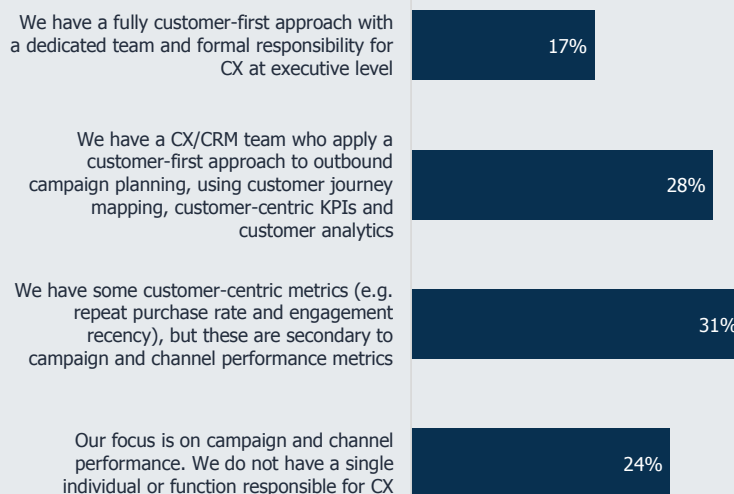 We have a fully customer-first approach with
a dedicated team and formal responsibility for
CX at executive level
17%
We have a CX/CRM team who apply a
customer-first approach to outbound
campaign planning, using customer journey
mapping, customer-centric KPIs and
customer analytics
28%
We have some customer-centric metrics (e.g.
repeat purchase rate and engagement
recency), but these are secondary to
campaign and channel performance metrics
31%
Our focus is on campaign and channel
performance. We do not have a single
individual or function responsible for CX
24%